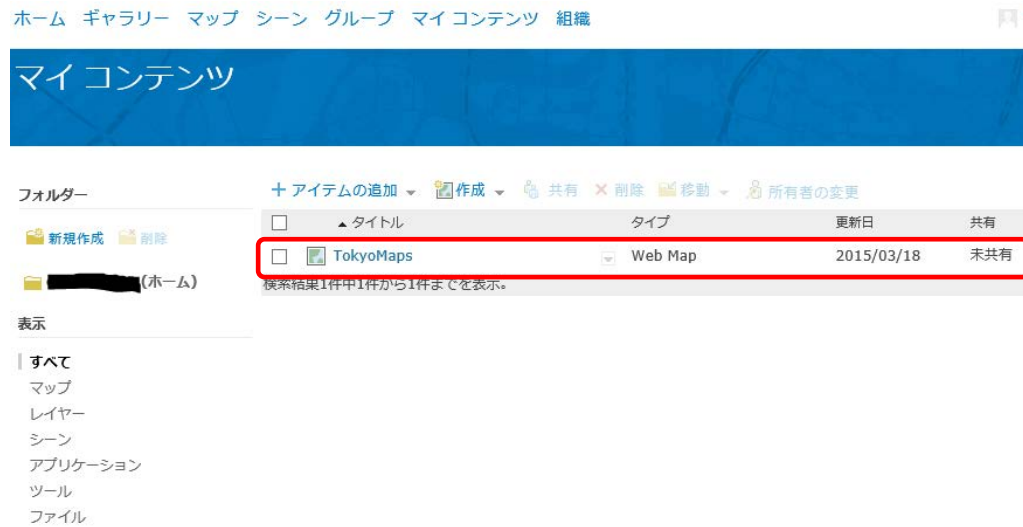 ホーム ギャラリー マップ シーン グループ マイ コンテンツ 組織
マイ コンテンツ
フォルダー
新規作成 削除
(ホーム)
表示
すべて
マップ
レイヤー
シーン
アプリケーション
ツール
ファイル
アイテムの追加 作成 共有 削除 移動 所有者の変更
タイトル タイプ 更新日 共有
TokyoMaps Web Map 2015/03/18 未共有
検索結果1件中1件から1件までを表示。